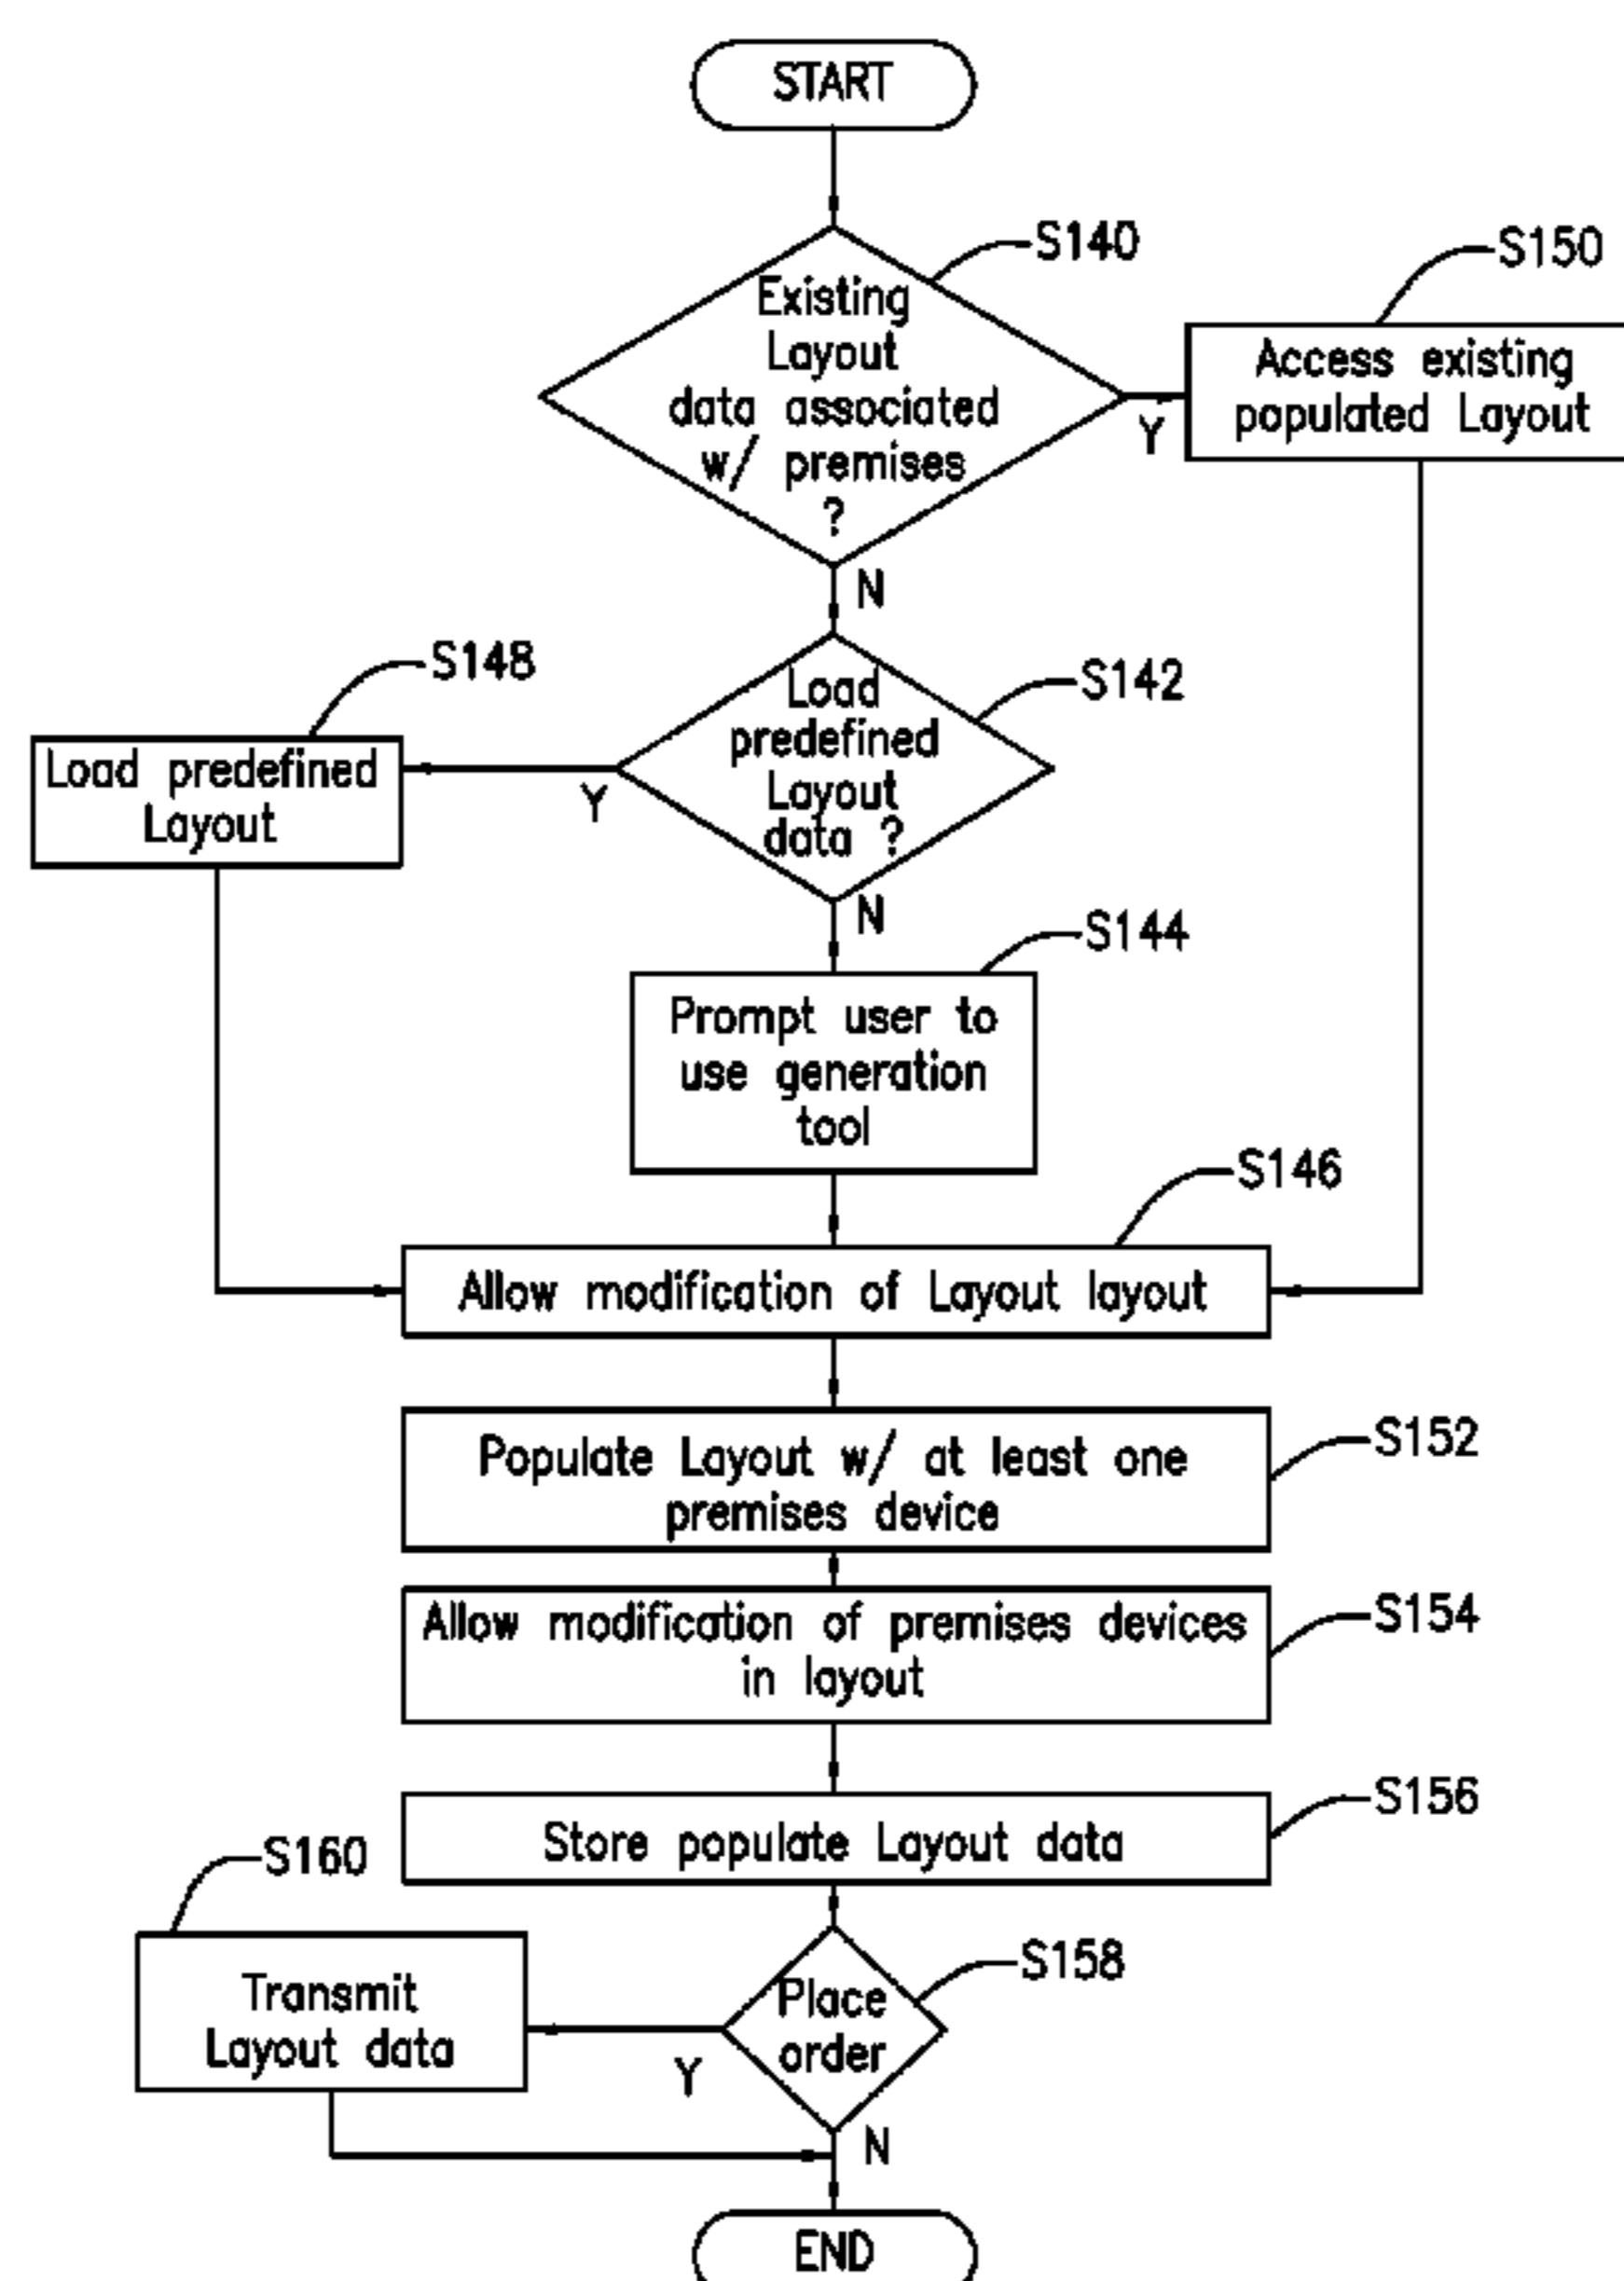 START
S140
S150
Existing
Layout
data associated
w/ premises
?
Y
Access existing
populated Layout
N
S148
S142
Load predefined
Layout
Y
Load
predefined
Layout
data ?
N
S144
Prompt user to
use generation
tool
S146
Allow modification of Layout layout
S152
Populate Layout w/ at least one
premises device
S154
Allow modification of premises devices
in layout
S156
Store populate Layout data
S160
S158
Transmit
Layout data
Y
Place
order
N
END